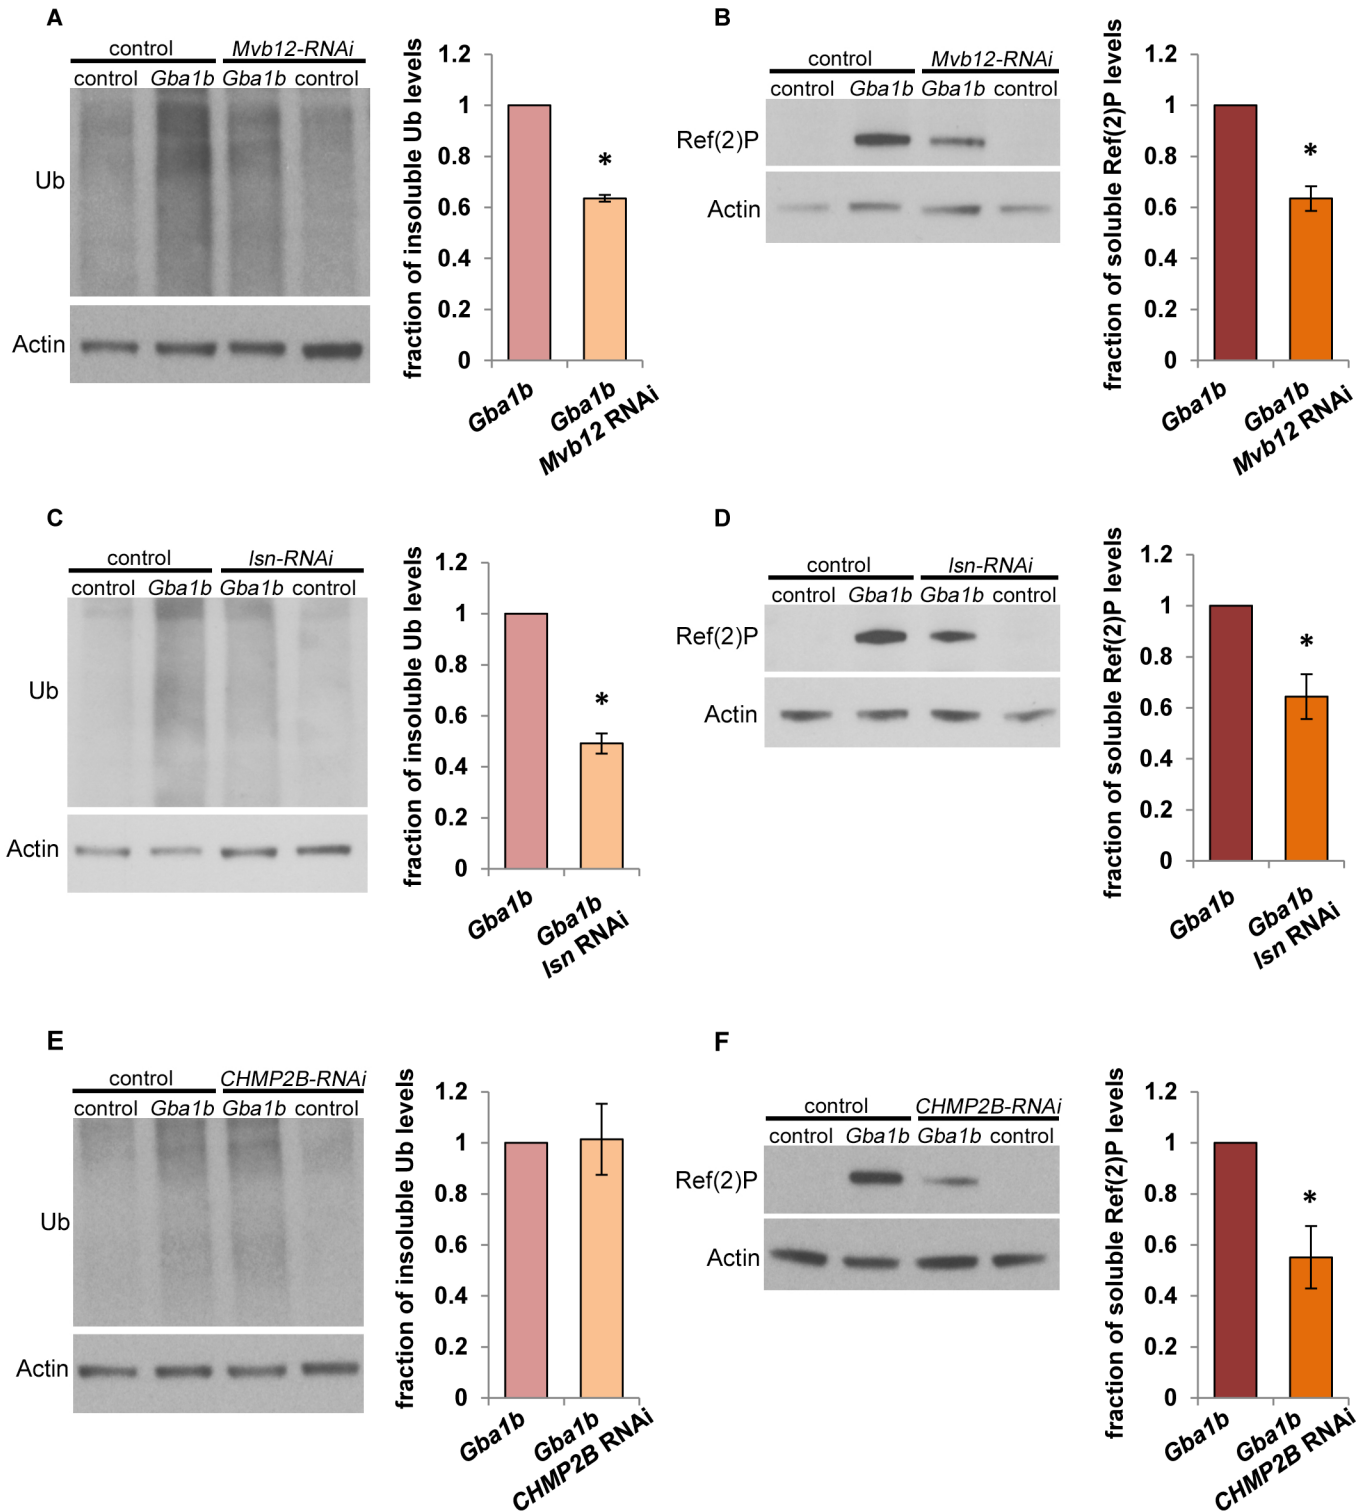 A
control Mvb12-RNAi
control Gba1b Gba1b control
Ub
Actin
fraction of insoluble Ub levels
1.2
1
0.8
0.6
0.4
0.2
0
*
Gba1b
Gba1b
Mvb12 RNAi
B
control Mvb12-RNAi
control Gba1b Gba1b control
Ref(2)P
Actin
fraction of soluble Ref(2)P levels
1.2
1
0.8
0.6
0.4
0.2
0
*
Gba1b
Gba1b
Mvb12 RNAi
C
control lsn-RNAi
control Gba1b Gba1b control
Ub
Actin
fraction of insoluble Ub levels
1.2
1
0.8
0.6
0.4
0.2
0
*
Gba1b
Gba1b
lsn RNAi
D
control lsn-RNAi
control Gba1b Gba1b control
Ref(2)P
Actin
fraction of soluble Ref(2)P levels
1.2
1
0.8
0.6
0.4
0.2
0
*
Gba1b
Gba1b
lsn RNAi
E
control CHMP2B-RNAi
control Gba1b Gba1b control
Ub
Actin
fraction of insoluble Ub levels
1.2
1
0.8
0.6
0.4
0.2
0
Gba1b
Gba1b
CHMP2B RNAi
F
control CHMP2B-RNAi
control Gba1b Gba1b control
Ref(2)P
Actin
fraction of soluble Ref(2)P levels
1.2
1
0.8
0.6
0.4
0.2
0
*
Gba1b
Gba1b
CHMP2B RNAi